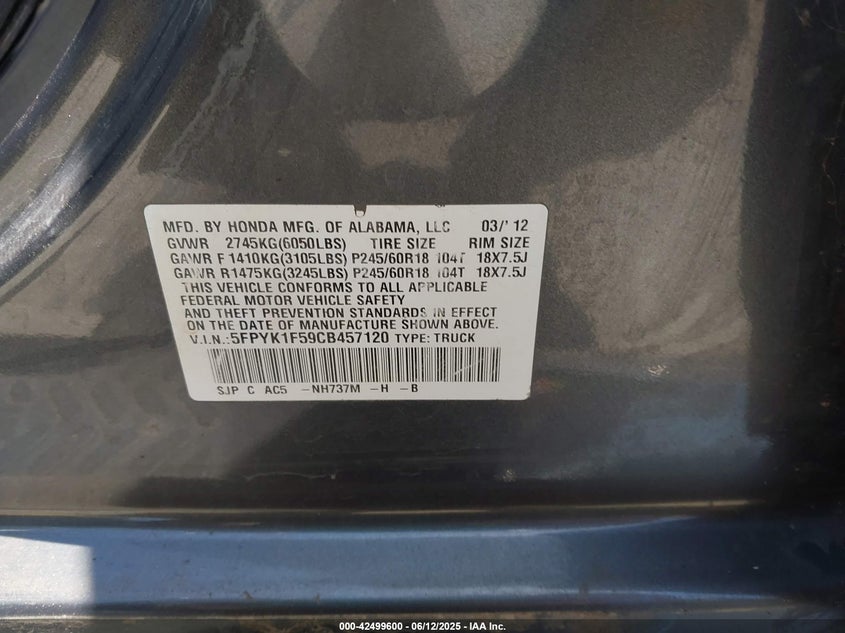 MFD. BY HONDA MFG. OF ALABAMA, LLC 03/' 12
GVWR 2745KG(6050LBS) TIRE SIZE RIM SIZE
GAWR F 1410KG(3105LBS) P245/60R18 104T 18X7.5J
GAWR R1475KG(3245LBS) P245/60R18 104T 18X7.5J
THIS VEHICLE CONFORMS TO ALL APPLICABLE
FEDERAL MOTOR VEHICLE SAFETY
AND THEFT PREVENTION STANDARDS IN EFFECT
ON THE DATE OF MANUFACTURE SHOWN ABOVE.
V.I.N.:5FPYK1F59CB457120 TYPE: TRUCK
SJP C AC5 -NH737M -H -B
000-42499600 - 06/12/2025 - IAA Inc.